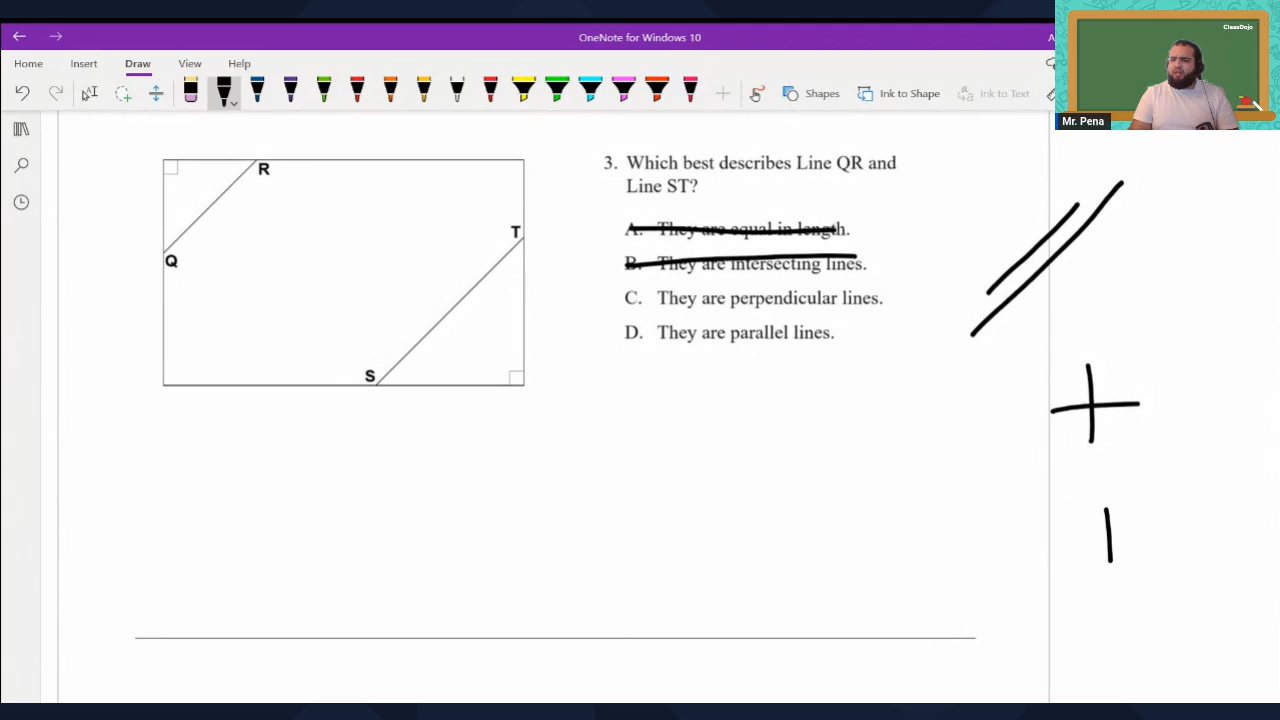 OneNote for Windows 10
A
ClassDojo
Mr. Pena
Home Insert Draw View Help
Shapes Ink to Shape Ink to Text
R
T
Q
S
3. Which best describes Line QR and
Line ST?
A. They are equal in length.
B. They are intersecting lines.
C. They are perpendicular lines.
D. They are parallel lines.